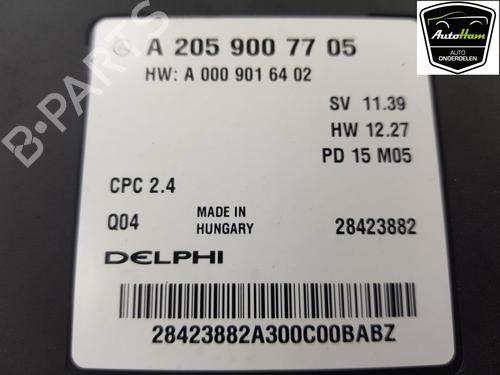 A 205 900 77 05
HW: A 000 901 64 02
SV 11.39
HW 12.27
PD 15 M05
CPC 2.4
Q04
MADE IN
HUNGARY
28423882
DELPHI
28423882A300C00BABZ
AutoHam
AUTO
ONDERDELEN
B-PARTS